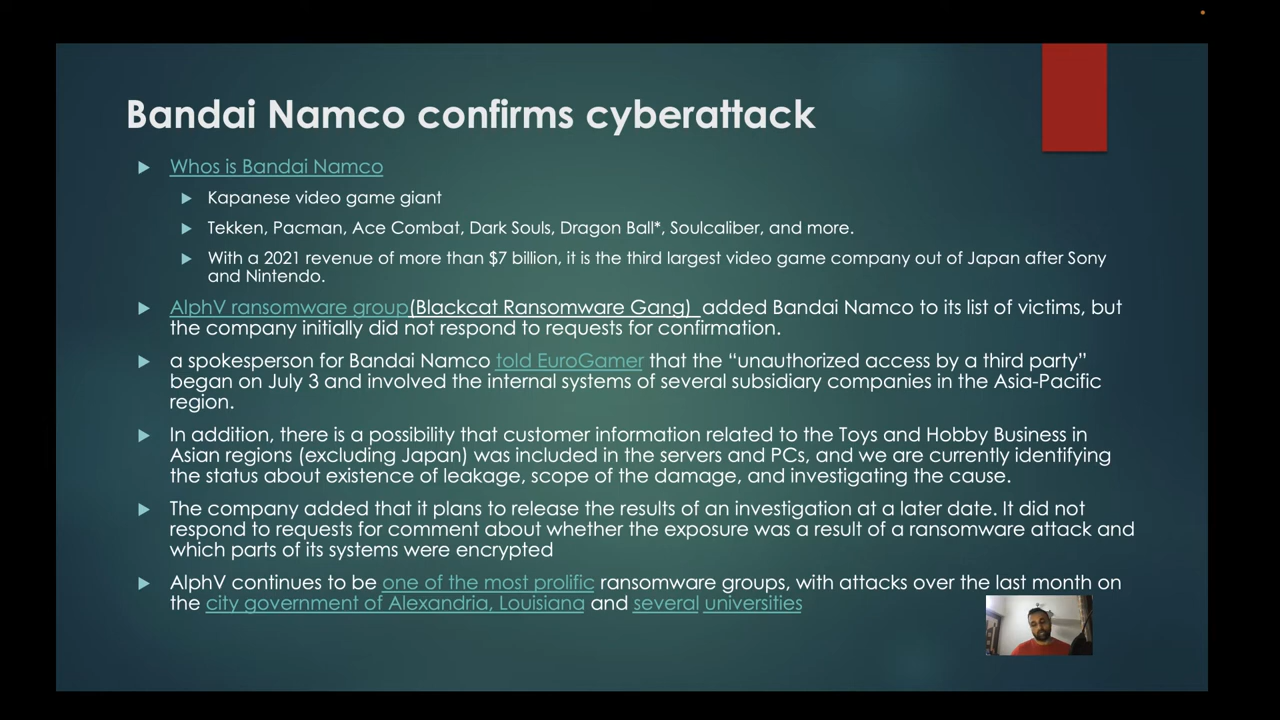 Bandai Namco confirms cyberattack
Whos is Bandai Namco
Kapanese video game giant
Tekken, Pacman, Ace Combat, Dark Souls, Dragon Ball*, Soulcaliber, and more.
With a 2021 revenue of more than $7 billion, it is the third largest video game company out of Japan after Sony
and Nintendo.
AlphV ransomware group(Blackcat Ransomware Gang) added Bandai Namco to its list of victims, but
the company initially did not respond to requests for confirmation.
a spokesperson for Bandai Namco told EuroGamer that the “unauthorized access by a third party”
began on July 3 and involved the internal systems of several subsidiary companies in the Asia-Pacific
region.
In addition, there is a possibility that customer information related to the Toys and Hobby Business in
Asian regions (excluding Japan) was included in the servers and PCs, and we are currently identifying
the status about existence of leakage, scope of the damage, and investigating the cause.
The company added that it plans to release the results of an investigation at a later date. It did not
respond to requests for comment about whether the exposure was a result of a ransomware attack and
which parts of its systems were encrypted
AlphV continues to be one of the most prolific ransomware groups, with attacks over the last month on
the city government of Alexandria, Louisiana and several universities